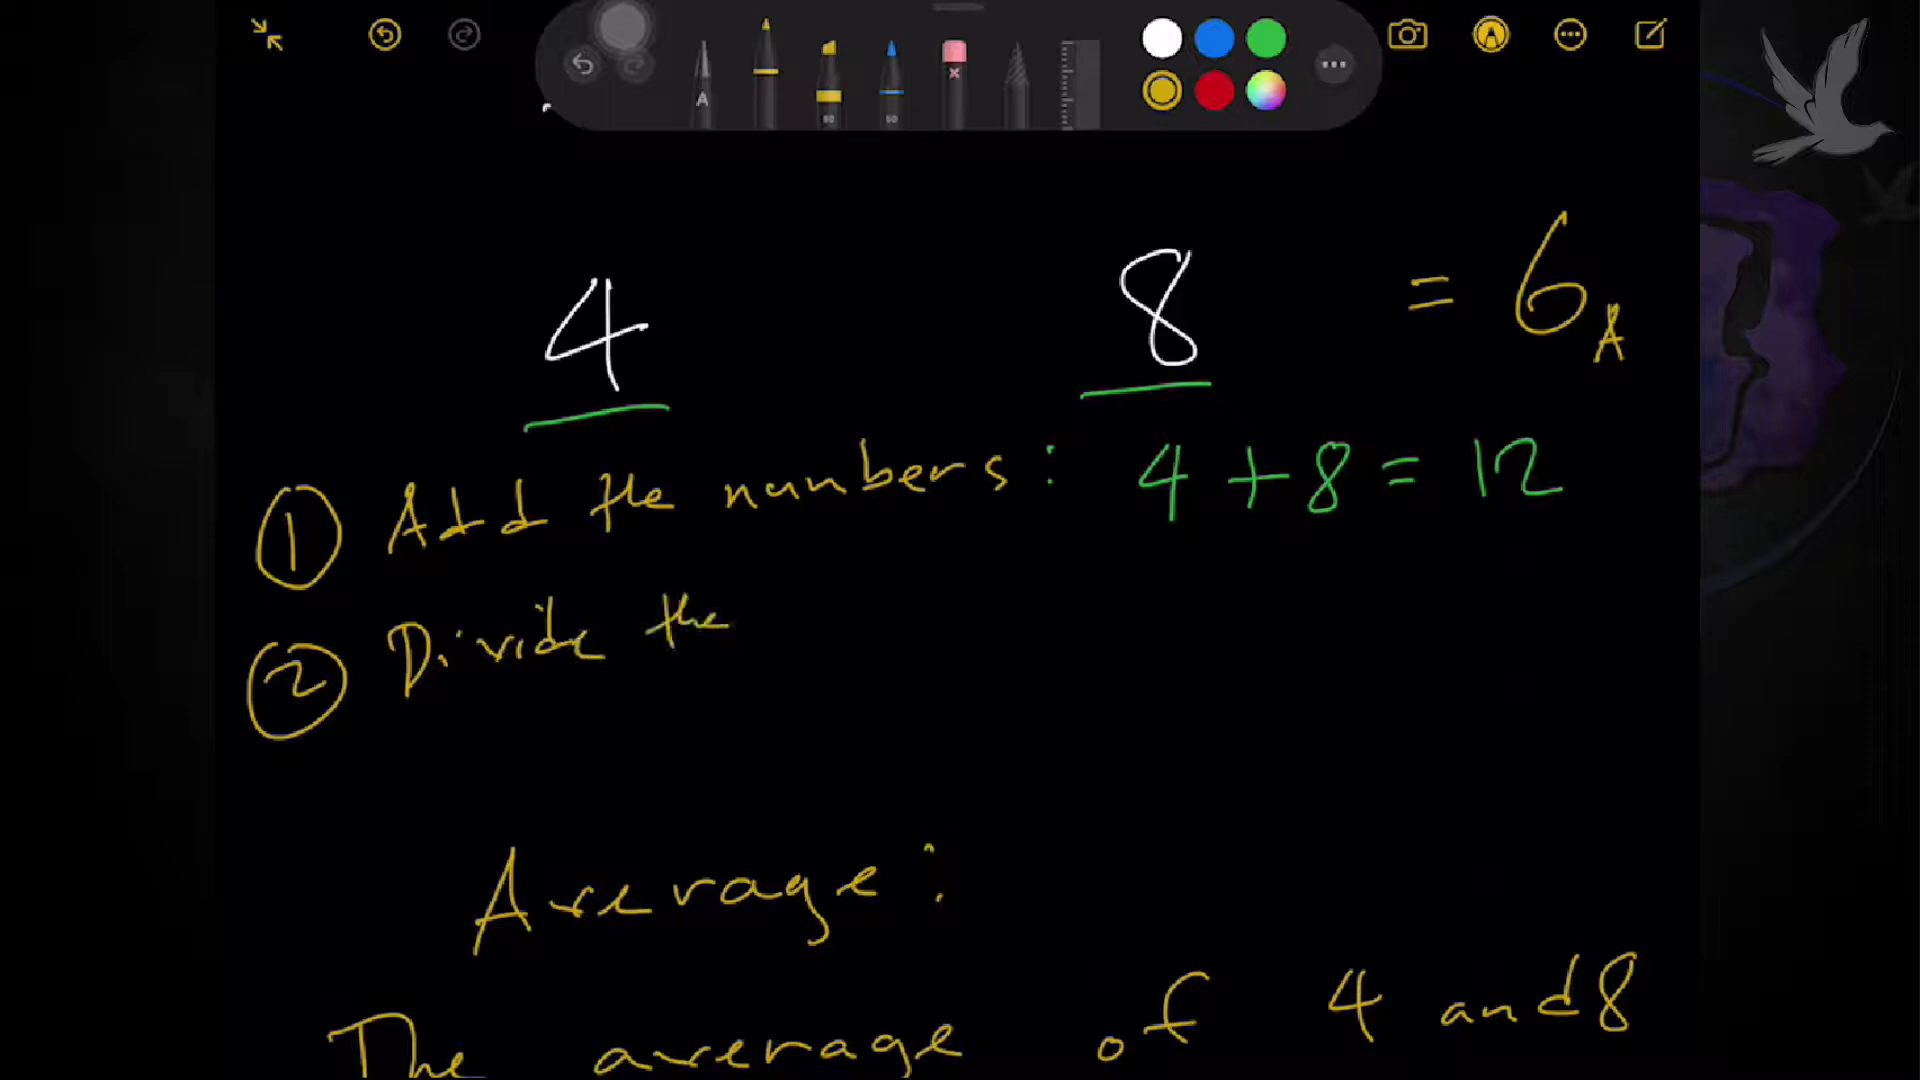 4 8 = 6 A
① Add the numbers: 4 + 8 = 12
② Divide the
Average:
The average of 4 and 8